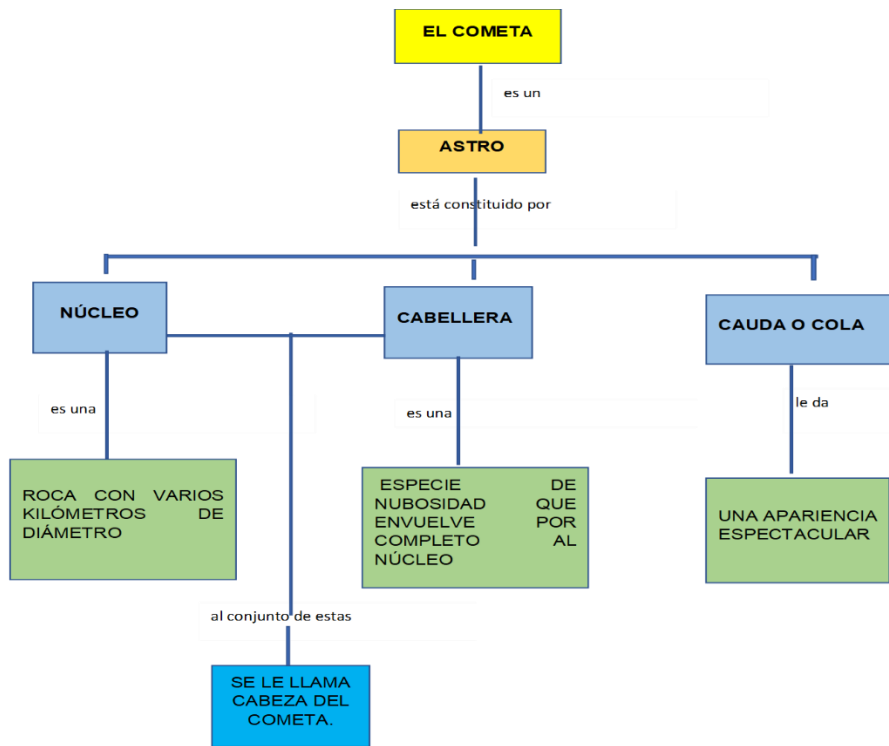 EL COMETA
es un
ASTRO
está constituido por
NÚCLEO
CABELLERA
CAUDA O COLA
es una
es una
le da
ROCA CON VARIOS
KILÓMETROS DE
DIÁMETRO
ESPECIE DE
NUBOSIDAD QUE
ENVUELVE POR
COMPLETO AL
NÚCLEO
UNA APARIENCIA
ESPECTACULAR
al conjunto de estas
SE LE LLAMA
CABEZA DEL
COMETA.